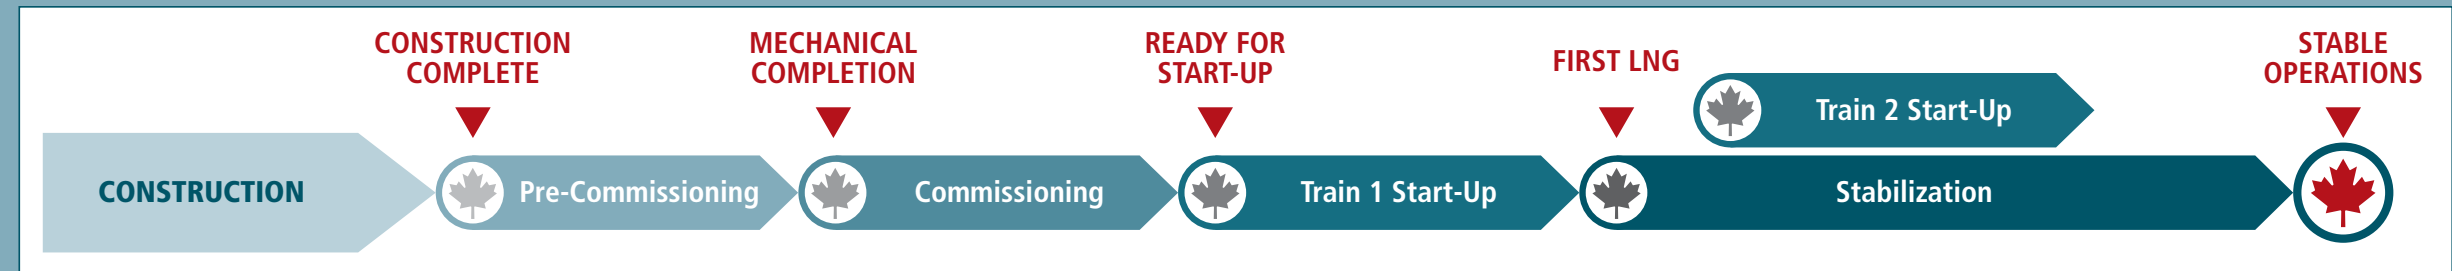 CONSTRUCTION
COMPLETE
MECHANICAL
COMPLETION
READY FOR
START-UP
FIRST LNG
STABLE
OPERATIONS
Train 2 Start-Up
CONSTRUCTION
Pre-Commissioning
Commissioning
Train 1 Start-Up
Stabilization